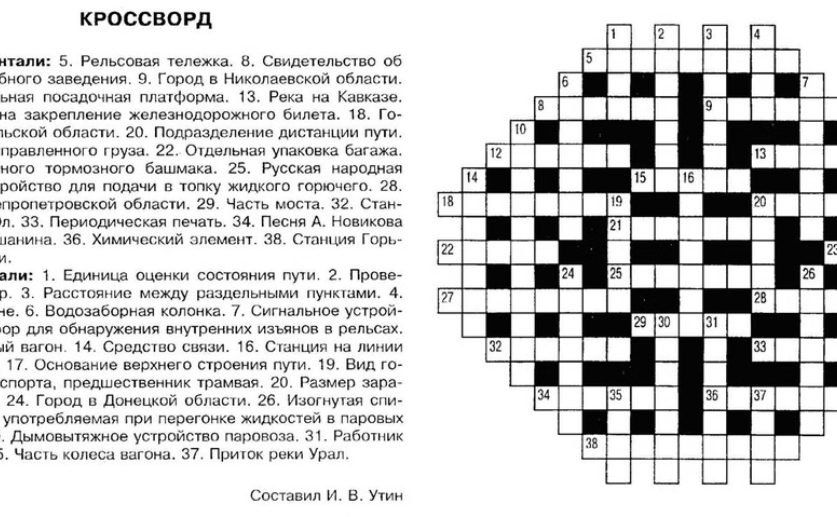 КРОССВОРД
нтали: 5. Рельсовая тележка. 8. Свидетельство об
бного заведения. 9. Город в Николаевской области.
ьная посадочная платформа. 13. Река на Кавказе.
на закрепление железнодорожного билета. 18. Го-
льской области. 20. Подразделение дистанции пути.
правленного груза. 22. Отдельная упаковка багажа.
ного тормозного башмака. 25. Русская народная
ройство для подачи в топку жидкого горючего. 28.
епропетровской области. 29. Часть моста. 32. Стан-
л. 33. Периодическая печать. 34. Песня А. Новикова
шанина. 36. Химический элемент. 38. Станция Горь-
и.
али: 1. Единица оценки состояния пути. 2. Прове-
р. 3. Расстояние между раздельными пунктами. 4.
не. 6. Водозаборная колонка. 7. Сигнальное устрой-
ор для обнаружения внутренних изъянов в рельсах.
ый вагон. 14. Средство связи. 16. Станция на линии
17. Основание верхнего строения пути. 19. Вид го-
спорта, предшественник трамвая. 20. Размер зара-
24. Город в Донецкой области. 26. Изогнутая спи-
употребляемая при перегонке жидкостей в паровых
. Дымовытяжное устройство паровоза. 31. Работник
5. Часть колеса вагона. 37. Приток реки Урал.
Составил И. В. Утин
1 2 3 4
5
6 7
8 9
10
12 13
14 15 16
18 19 20
21
22 23
24 25 26
27 28
29 30 31
32 33
34 35 36 37
38